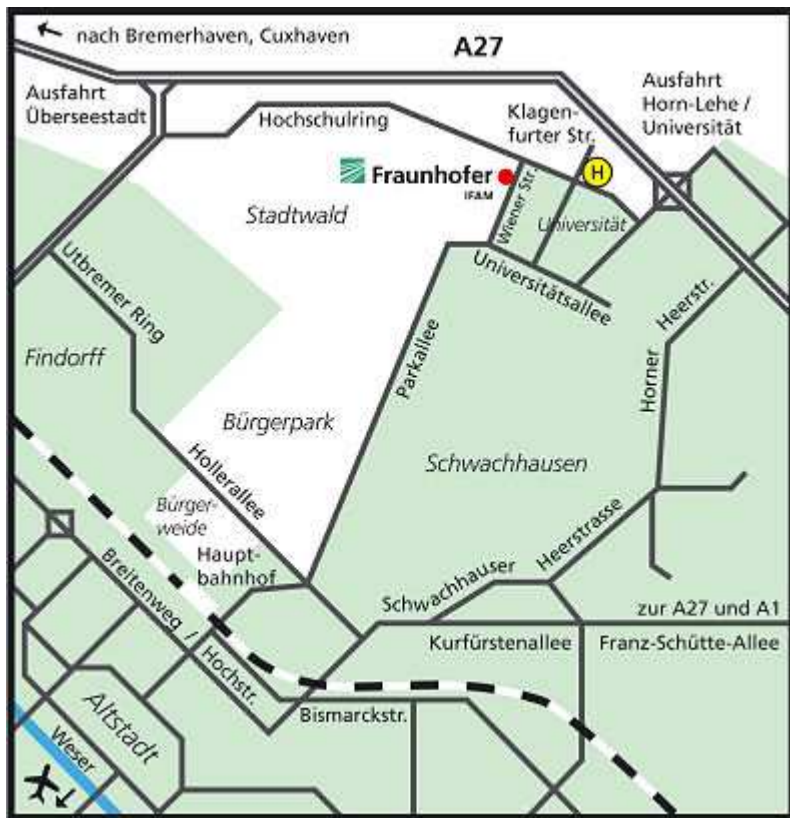 nach Bremerhaven, Cuxhaven
A27
Ausfahrt
Überseestadt
Hochschulring
Klagen-
furter Str.
Ausfahrt
Horn-Lehe /
Universität
H
Fraunhofer
IFAM
Wiener Str.
Stadtwald
Universität
Universitätsallee
Utbremer Ring
Findorff
Parkallee
Horner
Heerstr.
Bürgerpark
Hollerallee
Schwachhausen
Bürger-
weide
Haupt-
bahnhof
Breitenweg /
Hochstr.
Schwachhauser
Heerstrasse
zur A27 und A1
Kurfürstenallee
Franz-Schütte-Allee
Bismarckstr.
Altstadt
Weser